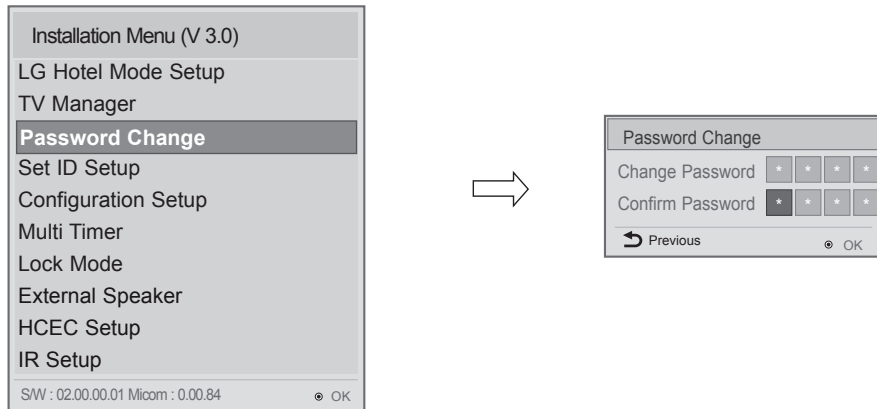 Installation Menu (V 3.0)
LG Hotel Mode Setup
TV Manager
Password Change
Set ID Setup
Configuration Setup
Multi Timer
Lock Mode
External Speaker
HCEC Setup
IR Setup
S/W : 02.00.00.01 Micom : 0.00.84 ◉ OK
Password Change
Change Password * * * *
Confirm Password * * * *
Previous ◉ OK